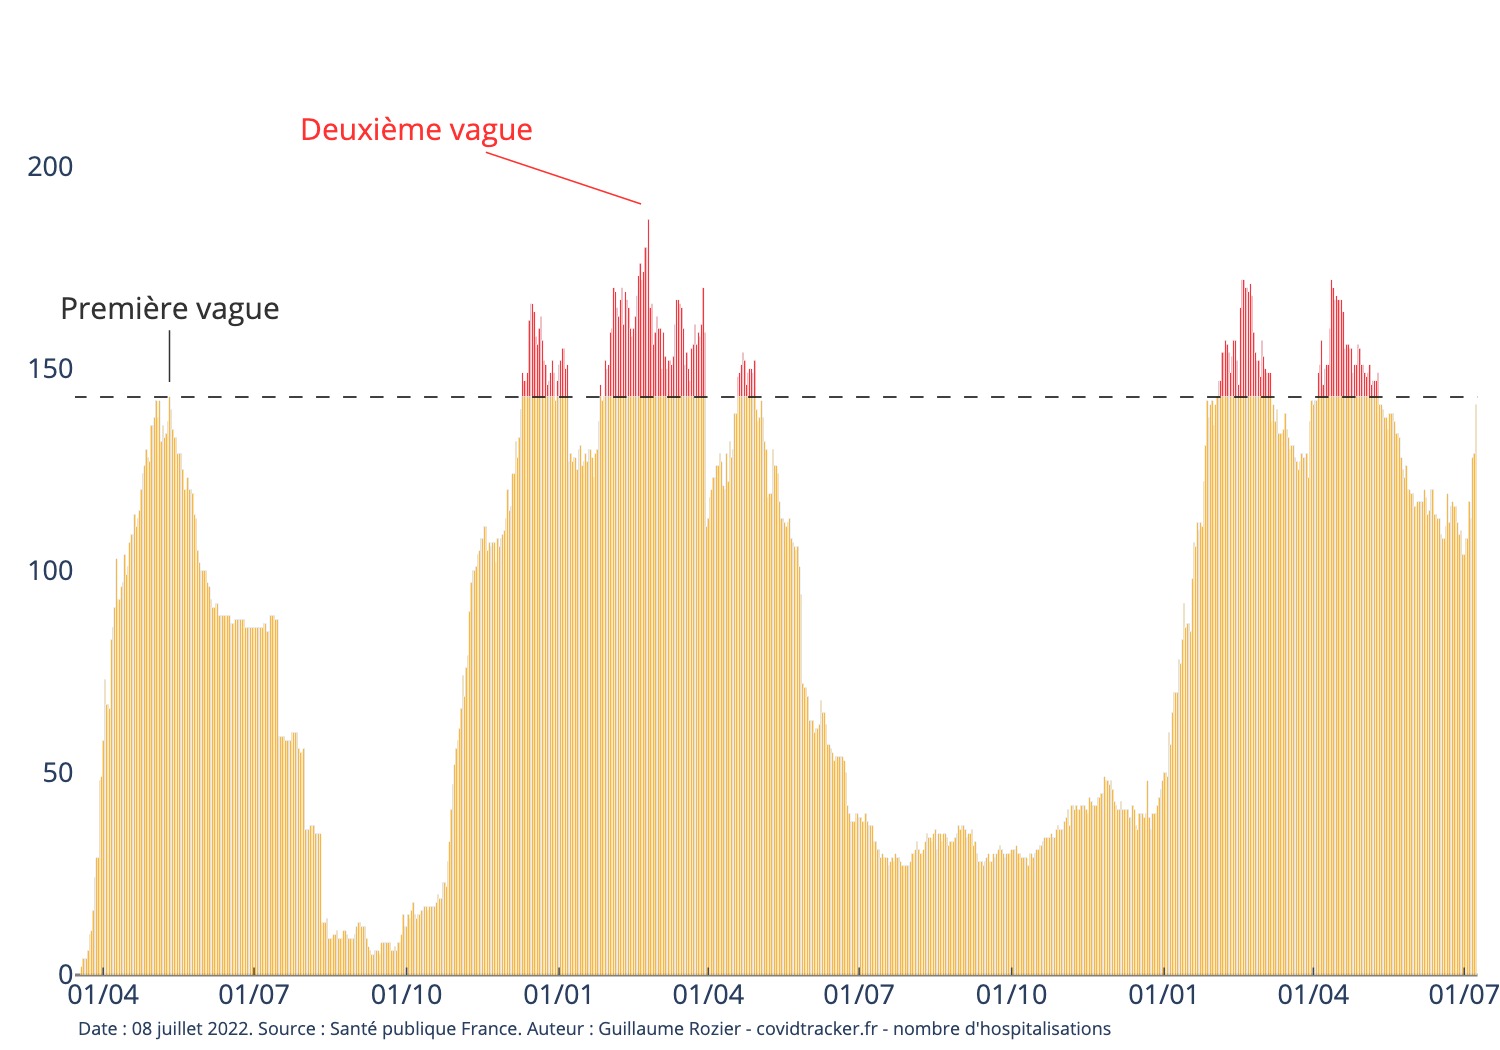 Deuxième vague
200
Première vague
150
100
50
0
01/04 01/07 01/10 01/01 01/04 01/07 01/10 01/01 01/04 01/07
Date : 08 juillet 2022. Source : Santé publique France. Auteur : Guillaume Rozier - covidtracker.fr - nombre d'hospitalisations